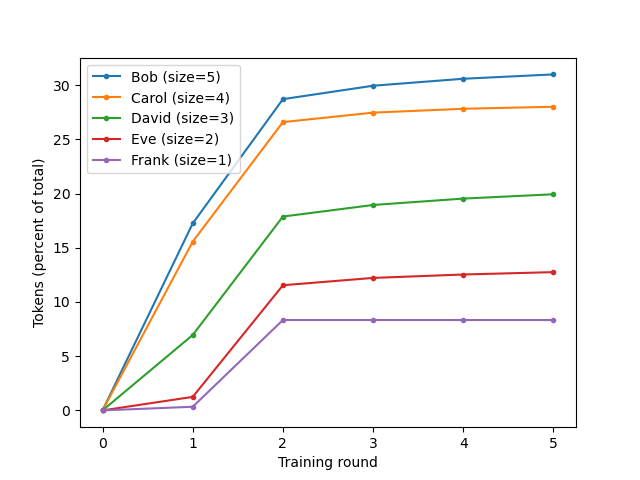 Bob (size=5)
Carol (size=4)
David (size=3)
Eve (size=2)
Frank (size=1)
Tokens (percent of total)
30
25
20
15
10
5
0
0 1 2 3 4 5
Training round